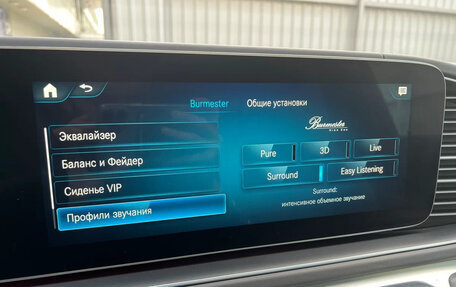 Burmester Общие установки
Эквалайзер
Баланс и Фейдер
Сиденье VIP
Профили звучания
Burmester
Pure 3D Live
Surround Easy Listening
Surround:
интенсивное объемное звучание